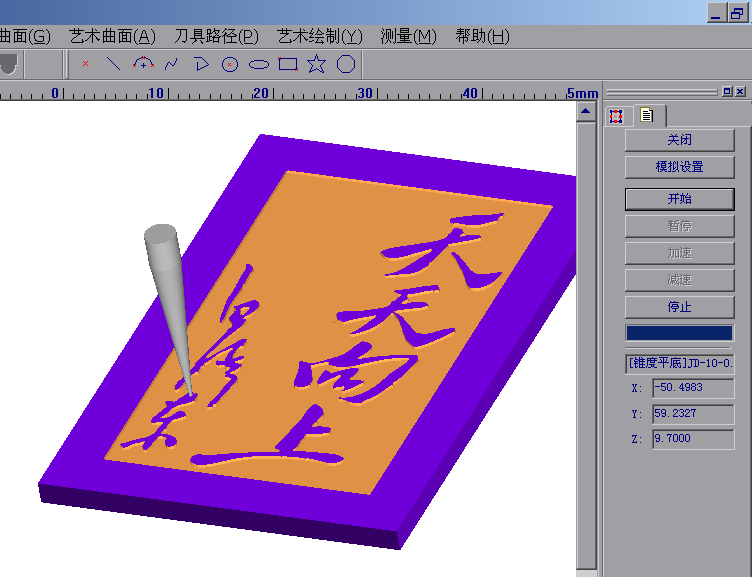 曲面(G) 艺术曲面(A) 刀具路径(P) 艺术绘制(Y) 测量(M) 帮助(H)
0 10 20 30 40 5mm
关闭
模拟设置
开始
暂停
加速
减速
停止
[锥度平底]JD-10-0.
X: -50.4983
Y: 59.2327
Z: 9.7000
天天向上